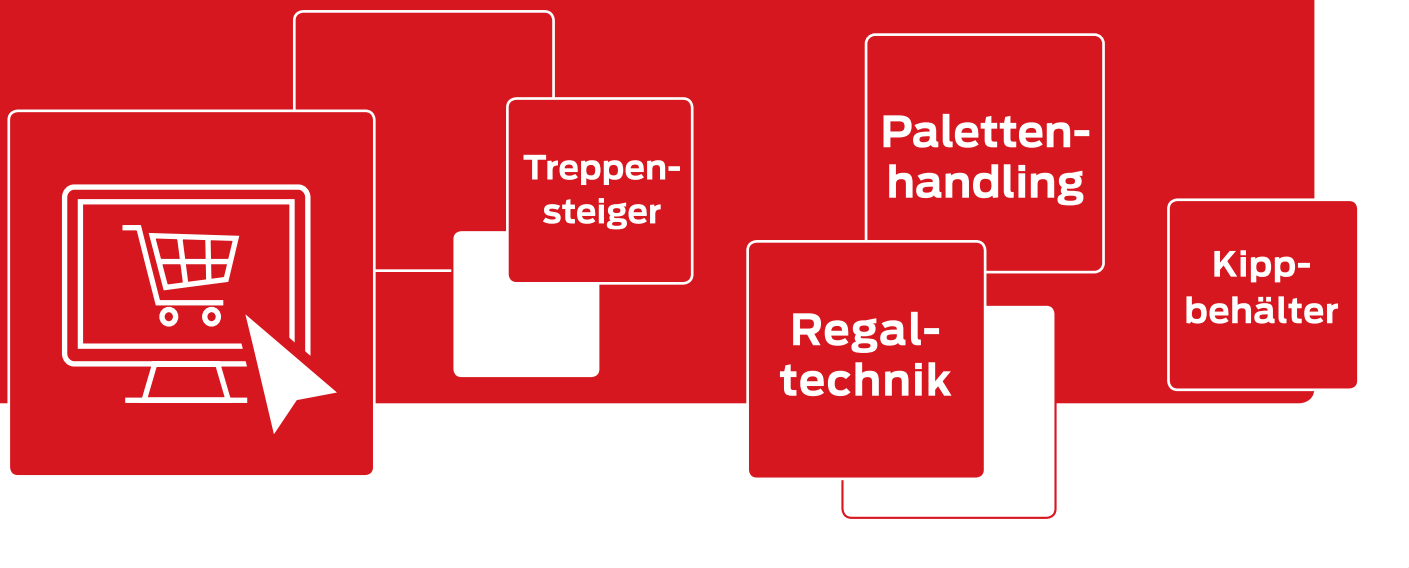 Treppen-
steiger
Paletten-
handling
Regal-
technik
Kipp-
behälter